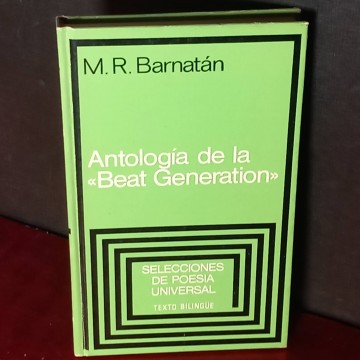 M. R. Barnatán
Antología de la
«Beat Generation»
SELECCIONES
DE POESIA
UNIVERSAL
TEXTO BILINGÜE